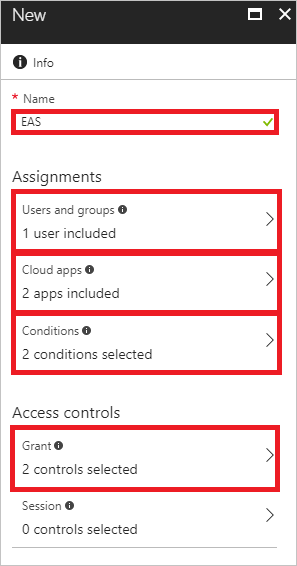 New
Info
* Name
EAS
Assignments
Users and groups
1 user included
Cloud apps
2 apps included
Conditions
2 conditions selected
Access controls
Grant
2 controls selected
Session
0 controls selected